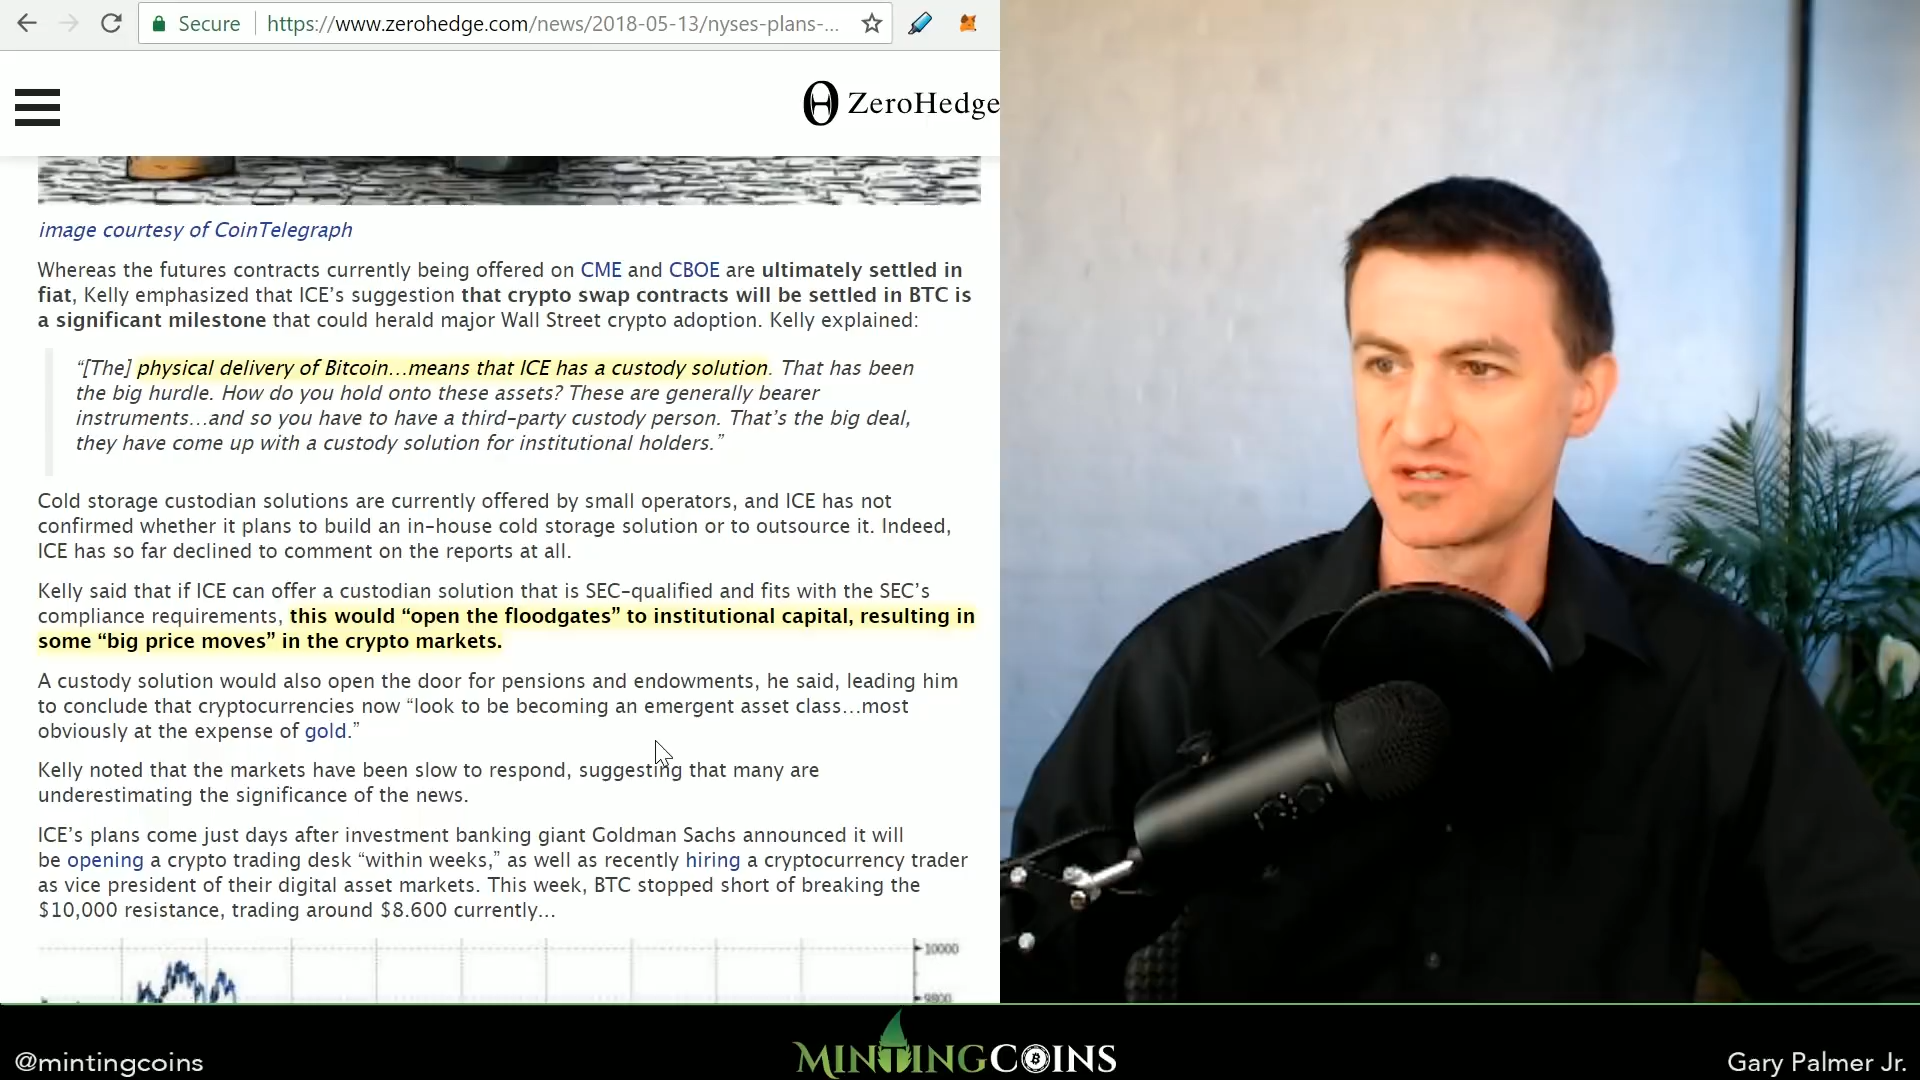 Secure
https://www.zerohedge.com/news/2018-05-13/nyses-plans-...
ZeroHedge
image courtesy of CoinTelegraph
Whereas the futures contracts currently being offered on CME and CBOE are ultimately settled in
fiat, Kelly emphasized that ICE’s suggestion that crypto swap contracts will be settled in BTC is
a significant milestone that could herald major Wall Street crypto adoption. Kelly explained:
“[The] physical delivery of Bitcoin…means that ICE has a custody solution. That has been
the big hurdle. How do you hold onto these assets? These are generally bearer
instruments…and so you have to have a third-party custody person. That’s the big deal,
they have come up with a custody solution for institutional holders.”
Cold storage custodian solutions are currently offered by small operators, and ICE has not
confirmed whether it plans to build an in-house cold storage solution or to outsource it. Indeed,
ICE has so far declined to comment on the reports at all.
Kelly said that if ICE can offer a custodian solution that is SEC-qualified and fits with the SEC’s
compliance requirements, this would “open the floodgates” to institutional capital, resulting in
some “big price moves” in the crypto markets.
A custody solution would also open the door for pensions and endowments, he said, leading him
to conclude that cryptocurrencies now “look to be becoming an emergent asset class…most
obviously at the expense of gold.”
Kelly noted that the markets have been slow to respond, suggesting that many are
underestimating the significance of the news.
ICE’s plans come just days after investment banking giant Goldman Sachs announced it will
be opening a crypto trading desk “within weeks,” as well as recently hiring a cryptocurrency trader
as vice president of their digital asset markets. This week, BTC stopped short of breaking the
$10,000 resistance, trading around $8.600 currently...
10000
9800
@mintingcoins
MINTINGCOINS
Gary Palmer Jr.